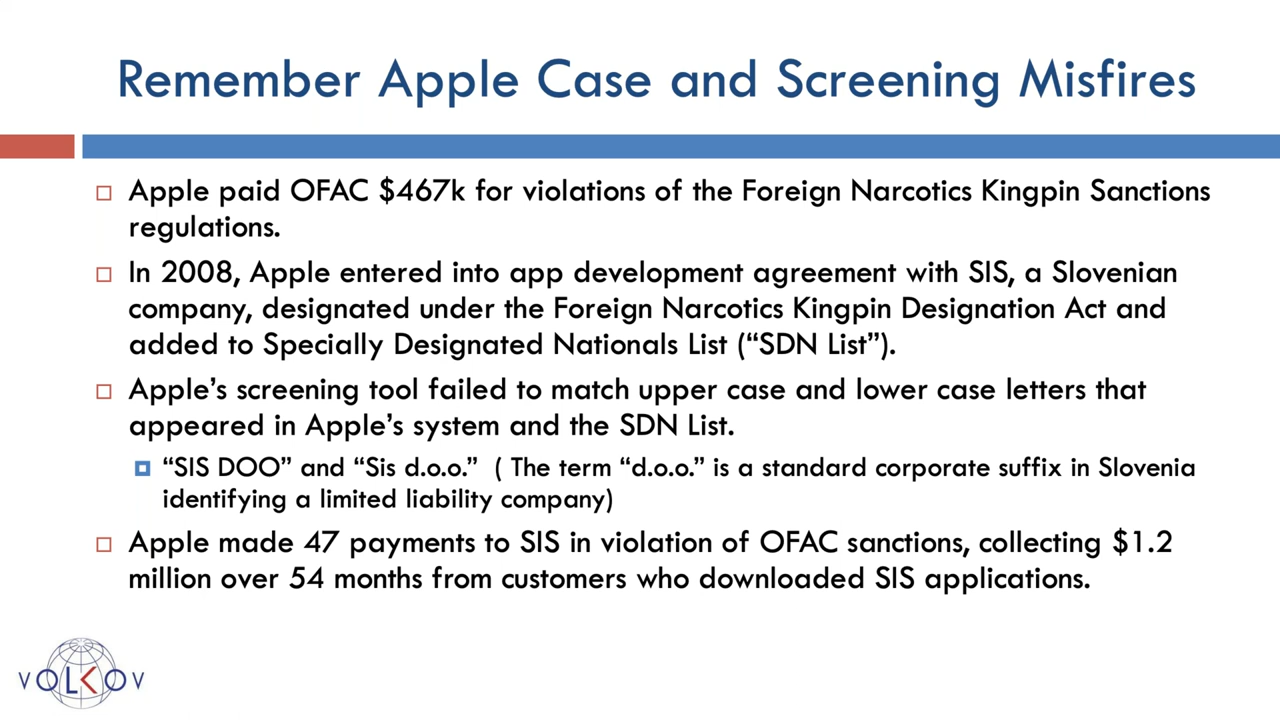 Remember Apple Case and Screening Misfires
Apple paid OFAC $467k for violations of the Foreign Narcotics Kingpin Sanctions
regulations.
In 2008, Apple entered into app development agreement with SIS, a Slovenian
company, designated under the Foreign Narcotics Kingpin Designation Act and
added to Specially Designated Nationals List (“SDN List”).
Apple’s screening tool failed to match upper case and lower case letters that
appeared in Apple’s system and the SDN List.
“SIS DOO” and “Sis d.o.o.” ( The term “d.o.o.” is a standard corporate suffix in Slovenia
identifying a limited liability company)
Apple made 47 payments to SIS in violation of OFAC sanctions, collecting $1.2
million over 54 months from customers who downloaded SIS applications.
VOLKOV